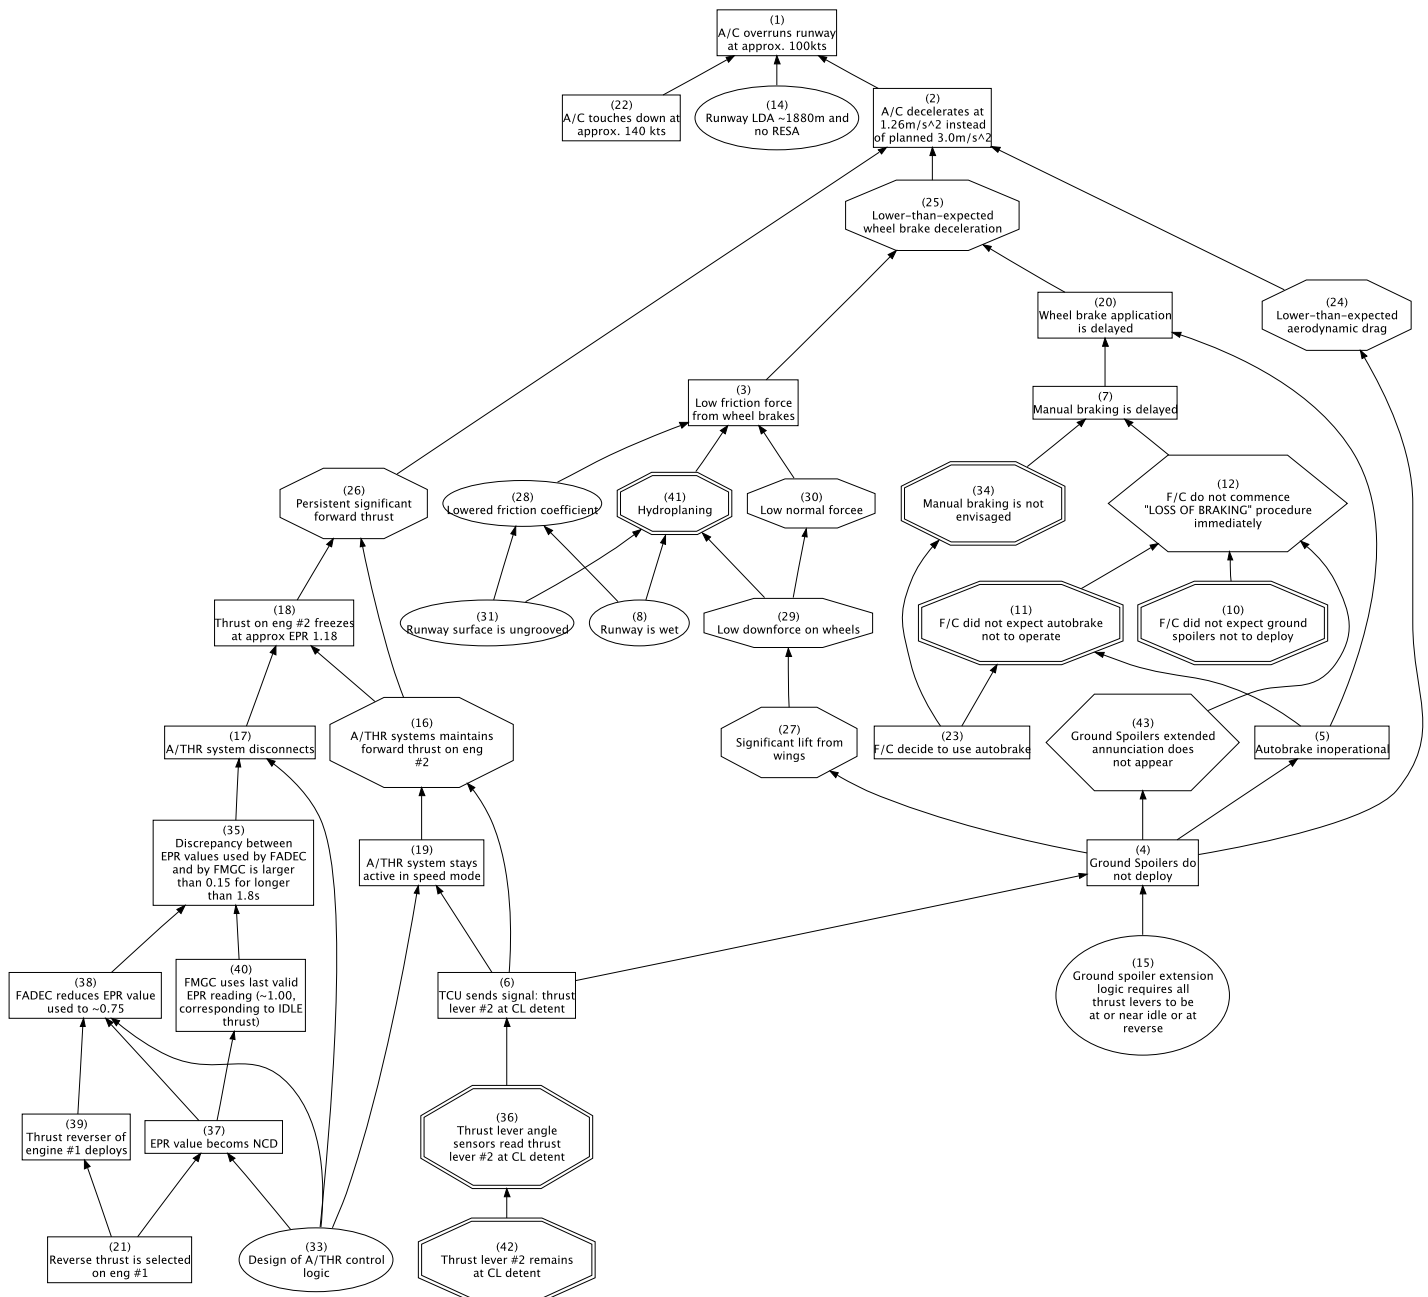 (1)
A/C overruns runway
at approx. 100kts
(22)
A/C touches down at
approx. 140 kts
(14)
Runway LDA ~1880m and
no RESA
(2)
A/C decelerates at
1.26m/s^2 instead
of planned 3.0m/s^2
(25)
Lower-than-expected
wheel brake deceleration
(20)
Wheel brake application
is delayed
(24)
Lower-than-expected
aerodynamic drag
(3)
Low friction force
from wheel brakes
(7)
Manual braking is delayed
(26)
Persistent significant
forward thrust
(28)
Lowered friction coefficient
(41)
Hydroplaning
(30)
Low normal forcee
(34)
Manual braking is not
envisaged
(12)
F/C do not commence
"LOSS OF BRAKING" procedure
immediately
(18)
Thrust on eng #2 freezes
at approx EPR 1.18
(31)
Runway surface is ungrooved
(8)
Runway is wet
(29)
Low downforce on wheels
(11)
F/C did not expect autobrake
not to operate
(10)
F/C did not expect ground
spoilers not to deploy
(17)
A/THR system disconnects
(16)
A/THR systems maintains
forward thrust on eng
#2
(27)
Significant lift from
wings
(23)
F/C decide to use autobrake
(43)
Ground Spoilers extended
annunciation does
not appear
(5)
Autobrake inoperational
(35)
Discrepancy between
EPR values used by FADEC
and by FMGC is larger
than 0.15 for longer
than 1.8s
(19)
A/THR system stays
active in speed mode
(4)
Ground Spoilers do
not deploy
(38)
FADEC reduces EPR value
used to ~0.75
(40)
FMGC uses last valid
EPR reading (~1.00,
corresponding to IDLE
thrust)
(6)
TCU sends signal: thrust
lever #2 at CL detent
(15)
Ground spoiler extension
logic requires all
thrust levers to be
at or near idle or at
reverse
(39)
Thrust reverser of
engine #1 deploys
(37)
EPR value becoms NCD
(36)
Thrust lever angle
sensors read thrust
lever #2 at CL detent
(21)
Reverse thrust is selected
on eng #1
(33)
Design of A/THR control
logic
(42)
Thrust lever #2 remains
at CL detent